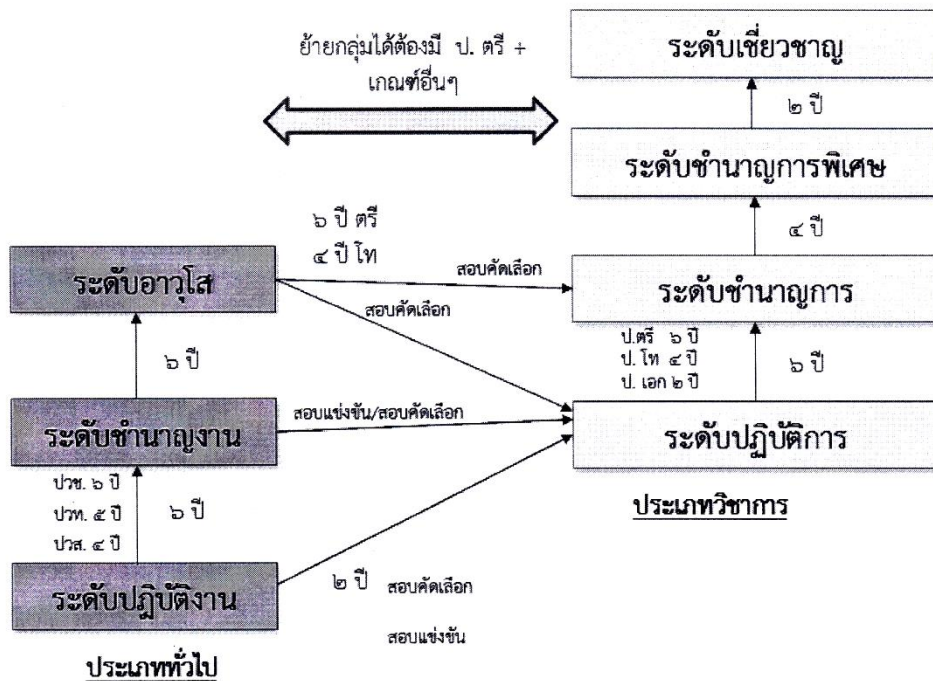 ย้ายกลุ่มได้ต้องมี ป. ตรี +
เกณฑ์อื่นๆ
ระดับเชี่ยวชาญ
๒ ปี
ระดับชำนาญการพิเศษ
๔ ปี
๖ ปี ตรี
๔ ปี โท
ระดับอาวุโส
สอบคัดเลือก
สอบคัดเลือก
ระดับชำนาญการ
๖ ปี
ป.ตรี ๖ ปี
ป. โท ๔ ปี
ป. เอก ๒ ปี
๖ ปี
ระดับชำนาญงาน
สอบแข่งขัน/สอบคัดเลือก
ระดับปฏิบัติการ
ประเภทวิชาการ
ปวช. ๖ ปี
ปวท. ๕ ปี
ปวส. ๔ ปี
๖ ปี
ระดับปฏิบัติงาน
๒ ปี สอบคัดเลือก
สอบแข่งขัน
ประเภททั่วไป